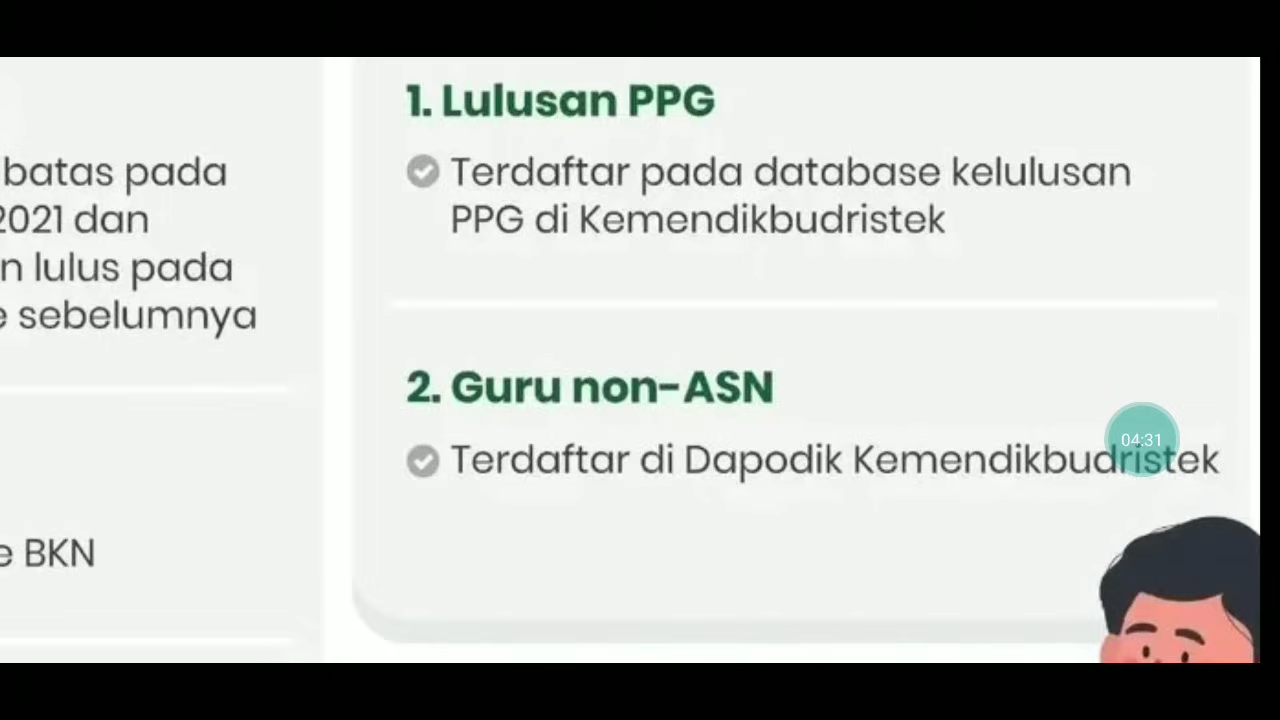 batas pada
2021 dan
n lulus pada
e sebelumnya
e BKN
1. Lulusan PPG
Terdaftar pada database kelulusan
PPG di Kemendikbudristek
2. Guru non-ASN
Terdaftar di Dapodik Kemendikbudristek
04:31